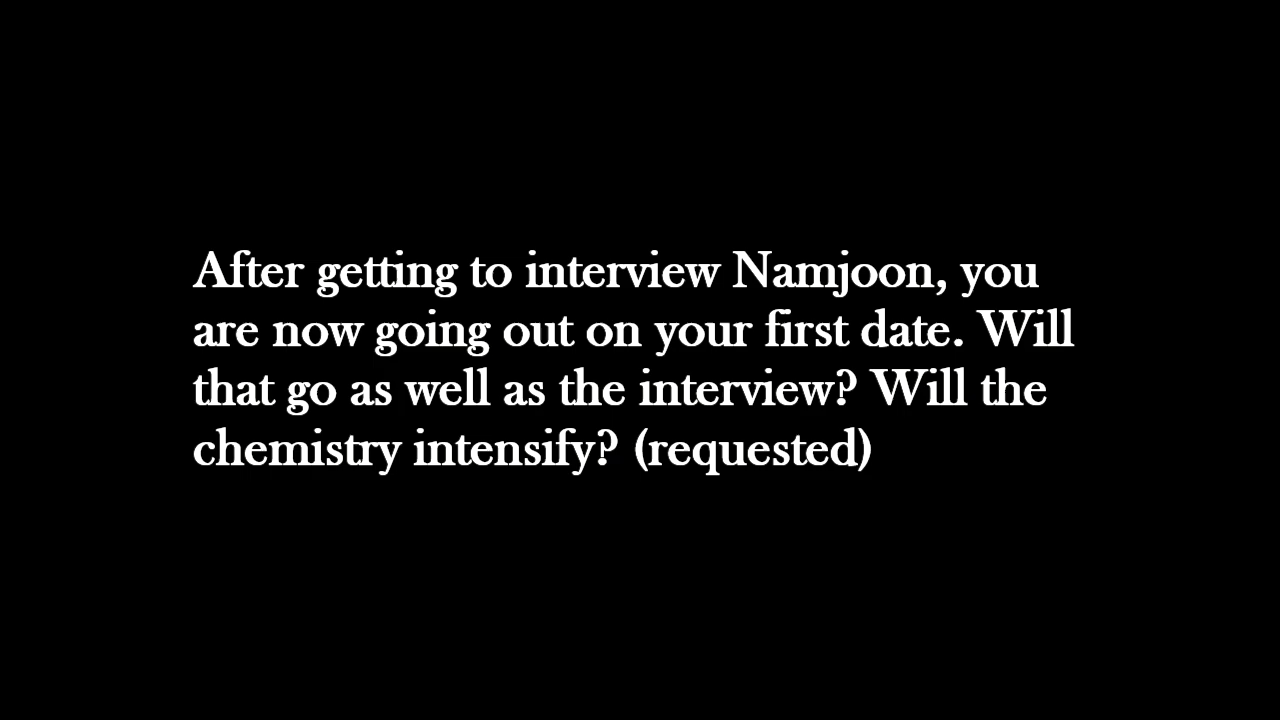 After getting to interview Namjoon, you
are now going out on your first date. Will
that go as well as the interview? Will the
chemistry intensify? (requested)